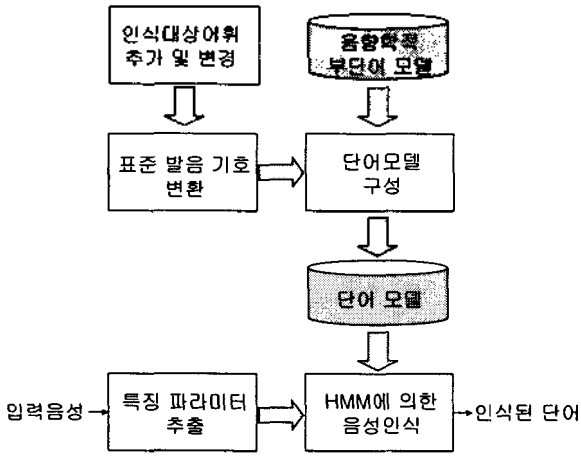 인식대상어휘
추가 및 변경
음향학적
부단어 모델
표준 발음 기호
변환
단어모델
구성
단어 모델
입력음성
특징 파라미터
추출
HMM에 의한
음성인식
인식된 단어